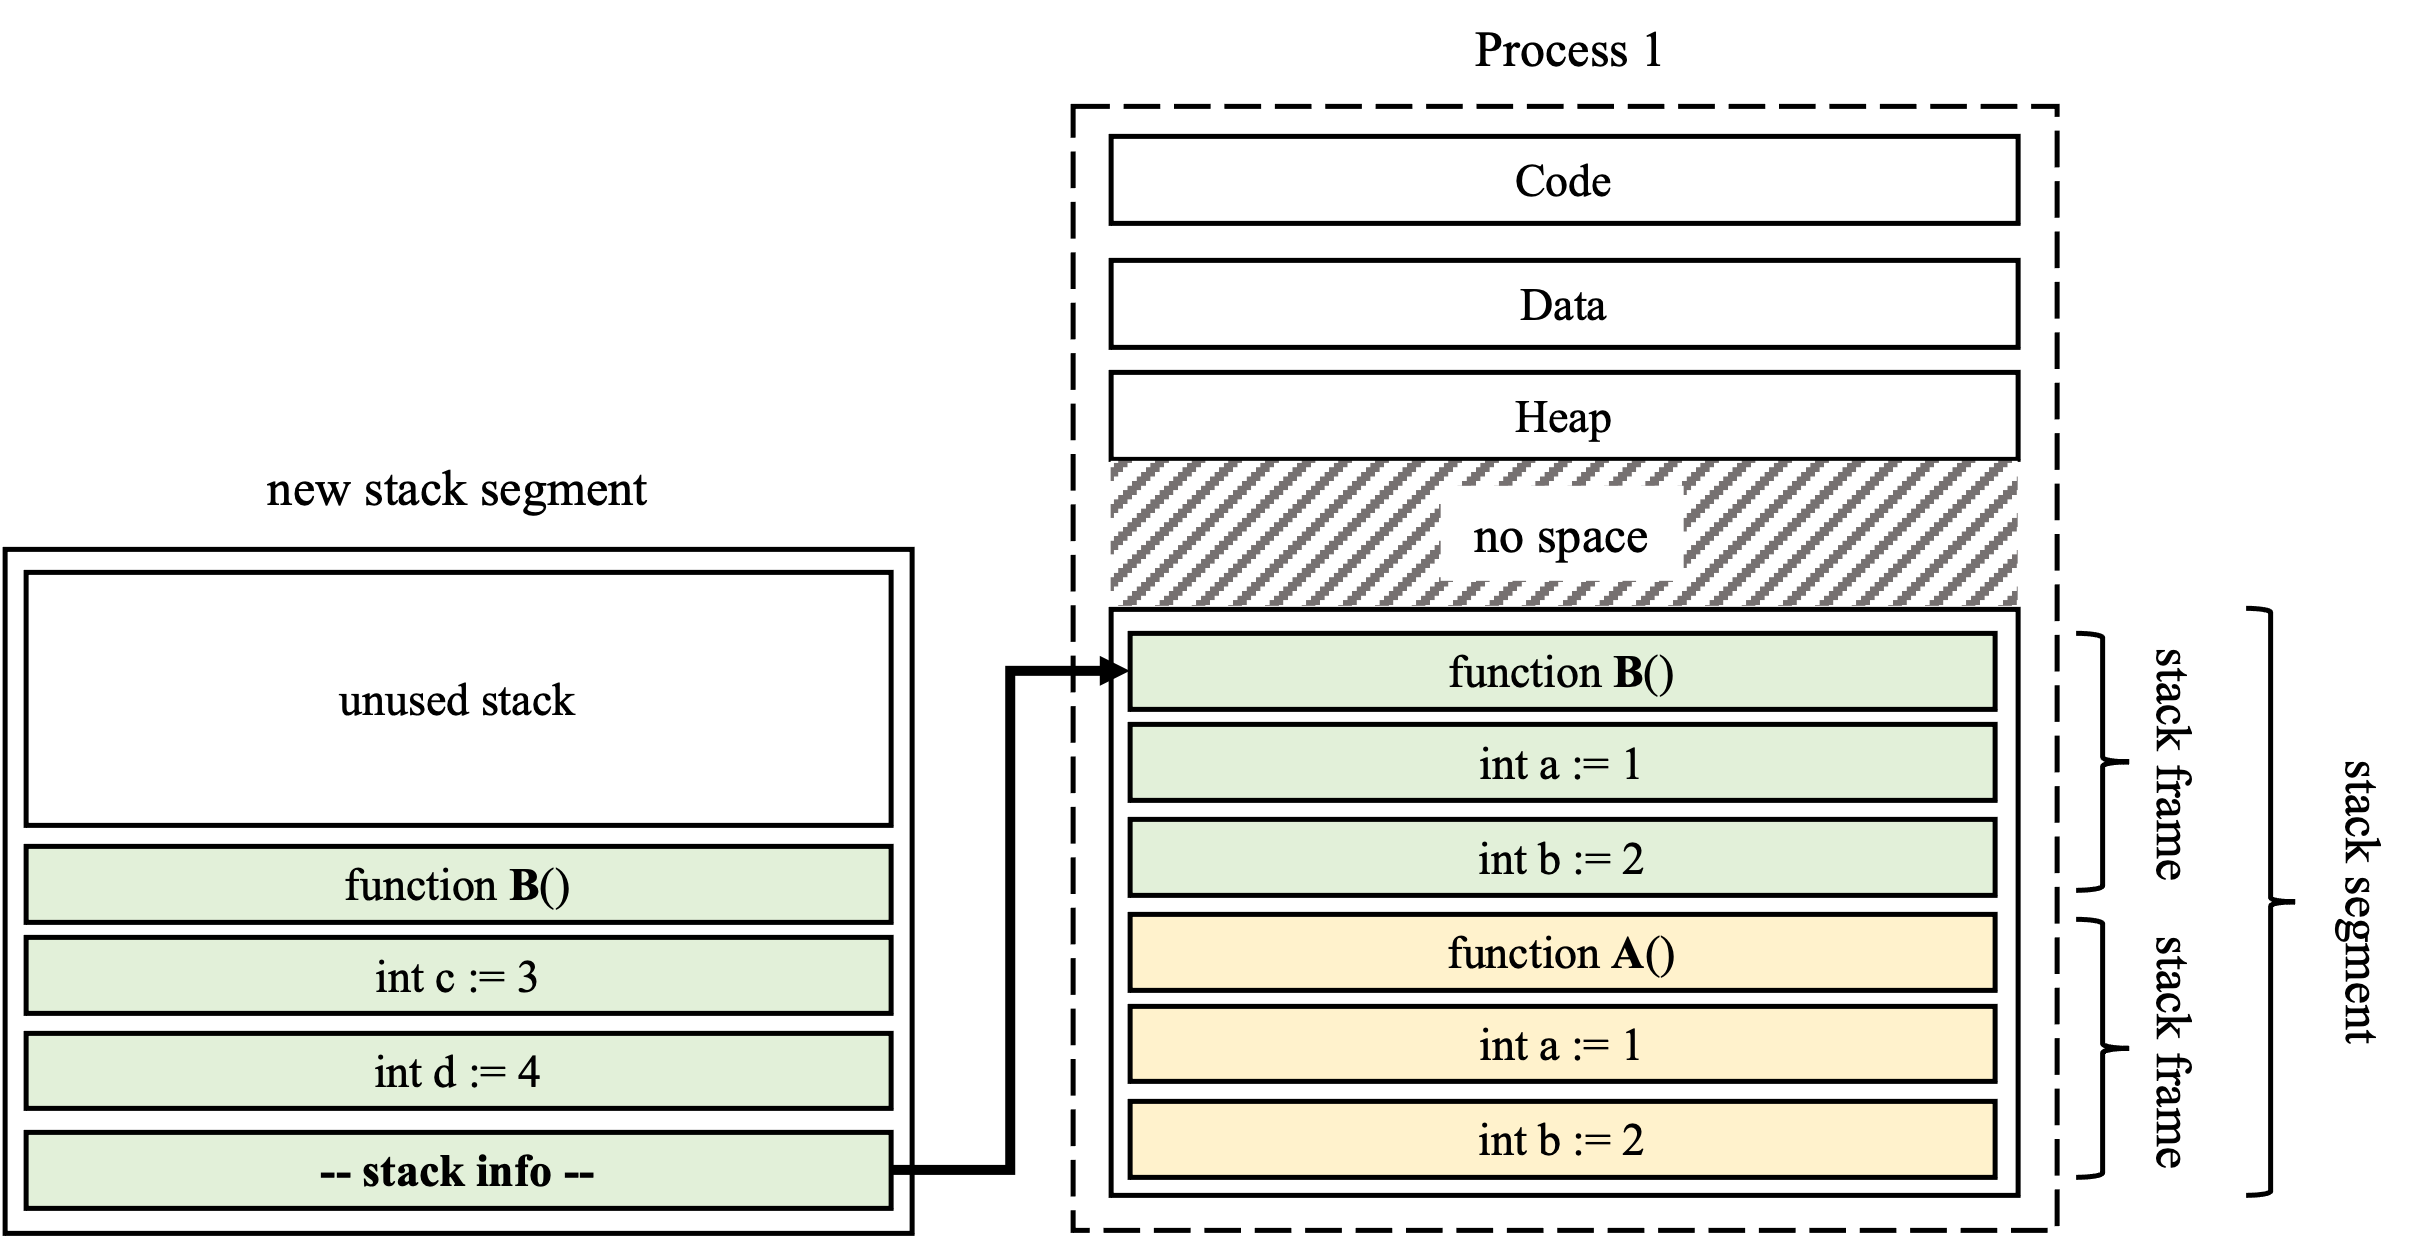 Process 1
Code
Data
Heap
no space
function B()
int a := 1
int b := 2
function A()
int a := 1
int b := 2
stack frame
stack frame
stack segment
new stack segment
unused stack
function B()
int c := 3
int d := 4
-- stack info --